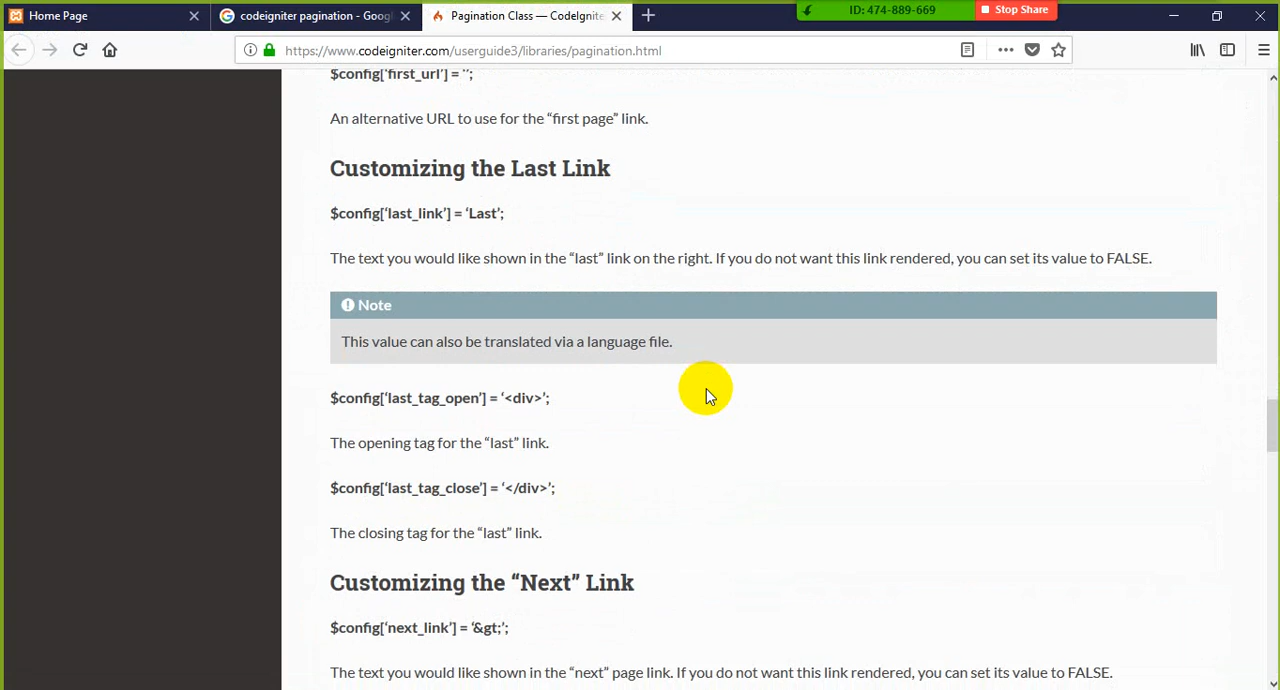 Home Page
codeigniter pagination - Goog
Pagination Class — CodeIgnite
ID: 474-889-669
Stop Share
https://www.codeigniter.com/userguide3/libraries/pagination.html
$config[‘first_url’] = ‘’;
An alternative URL to use for the “first page” link.
Customizing the Last Link
$config[‘last_link’] = ‘Last’;
The text you would like shown in the “last” link on the right. If you do not want this link rendered, you can set its value to FALSE.
Note
This value can also be translated via a language file.
$config[‘last_tag_open’] = ‘<div>’;
The opening tag for the “last” link.
$config[‘last_tag_close’] = ‘</div>’;
The closing tag for the “last” link.
Customizing the “Next” Link
$config[‘next_link’] = ‘&gt;’;
The text you would like shown in the “next” page link. If you do not want this link rendered, you can set its value to FALSE.